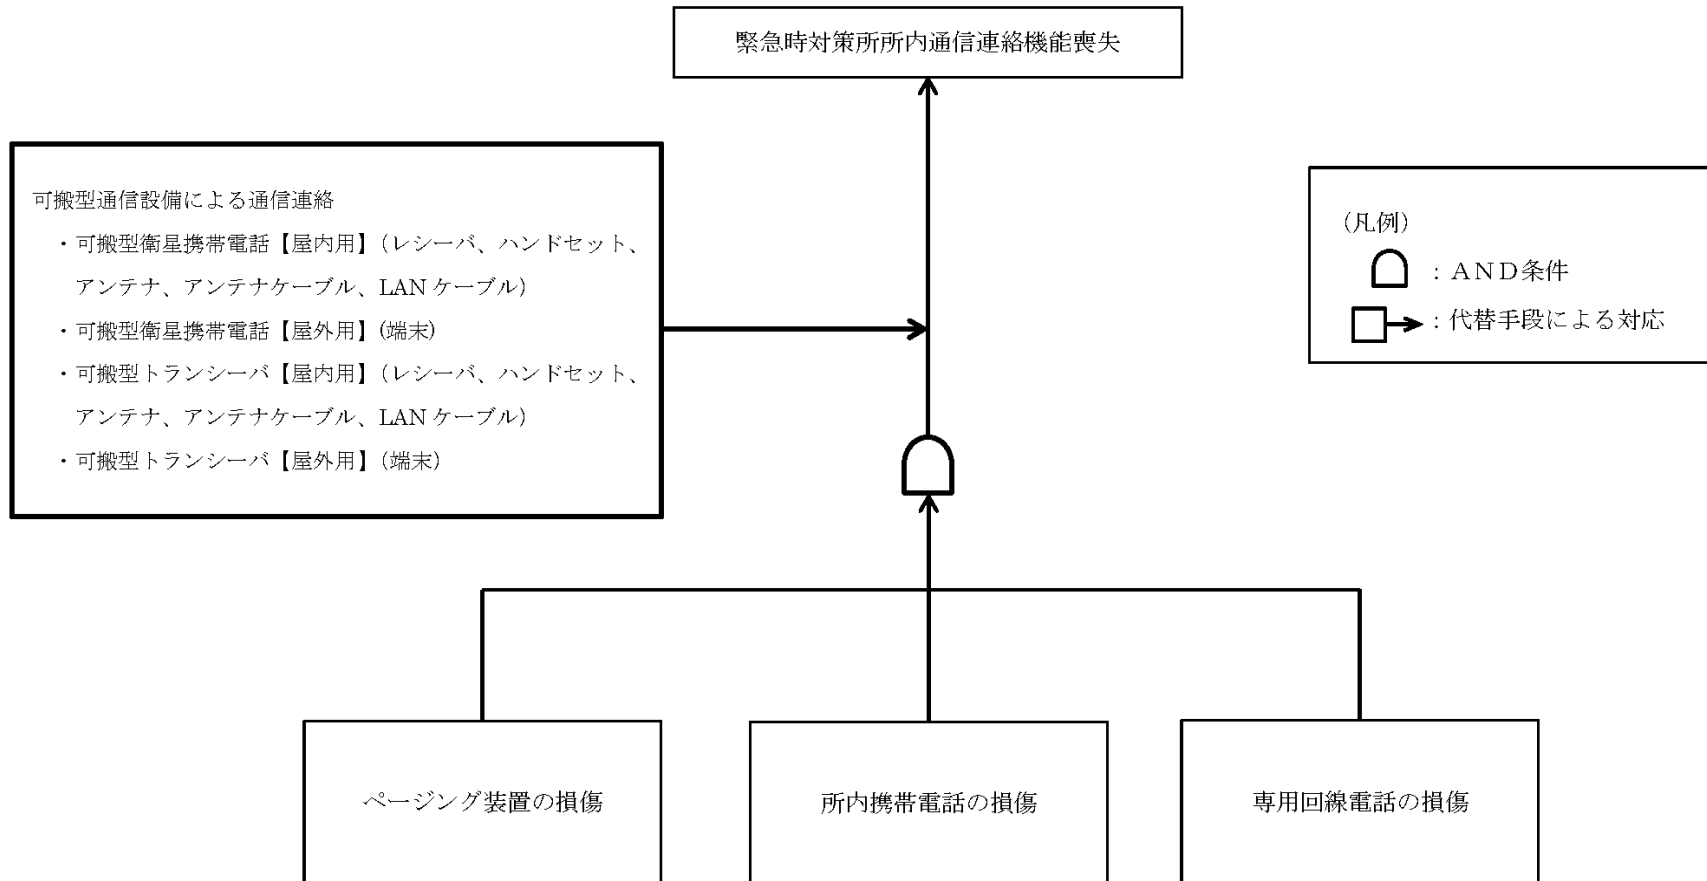 緊急時対策所所内通信連絡機能喪失
可搬型通信設備による通信連絡
・可搬型衛星携帯電話【屋内用】(レシーバ、ハンドセット、
アンテナ、アンテナケーブル、LANケーブル)
・可搬型衛星携帯電話【屋外用】(端末)
・可搬型トランシーバ【屋内用】(レシーバ、ハンドセット、
アンテナ、アンテナケーブル、LANケーブル)
・可搬型トランシーバ【屋外用】(端末)
(凡例)
:AND条件
:代替手段による対応
ページング装置の損傷
所内携帯電話の損傷
専用回線電話の損傷